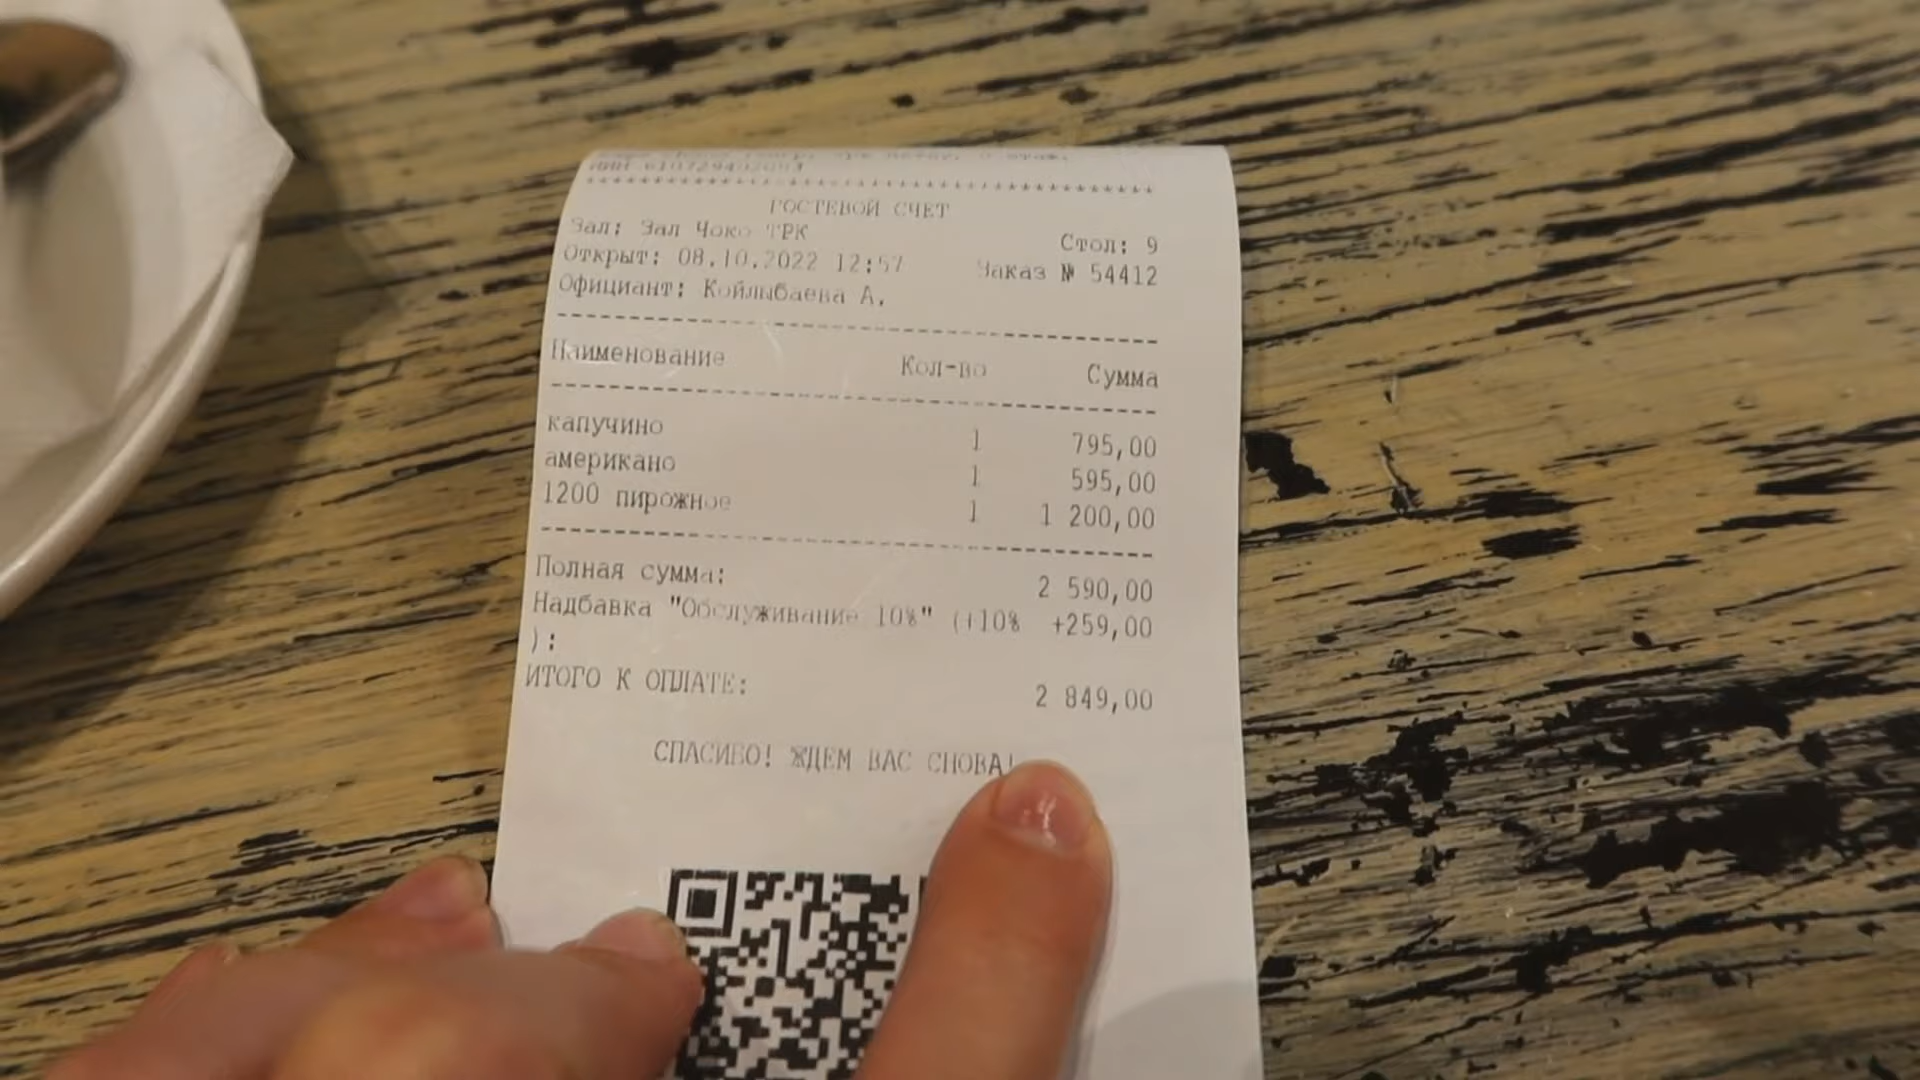 ***********************************************
ГОСТЕВОЙ СЧЕТ
Зал: Зал Чоко ТРК Стол: 9
Открыт: 08.10.2022 12:57 Заказ № 54412
Официант: Койлыбаева А.
Наименование Кол-во Сумма
капучино 1 795,00
американо 1 595,00
1200 пирожное 1 1 200,00
Полная сумма: 2 590,00
Надбавка "Обслуживание 10%" (+10% +259,00
):
ИТОГО К ОПЛАТЕ: 2 849,00
СПАСИБО! ЖДЕМ ВАС СНОВА!